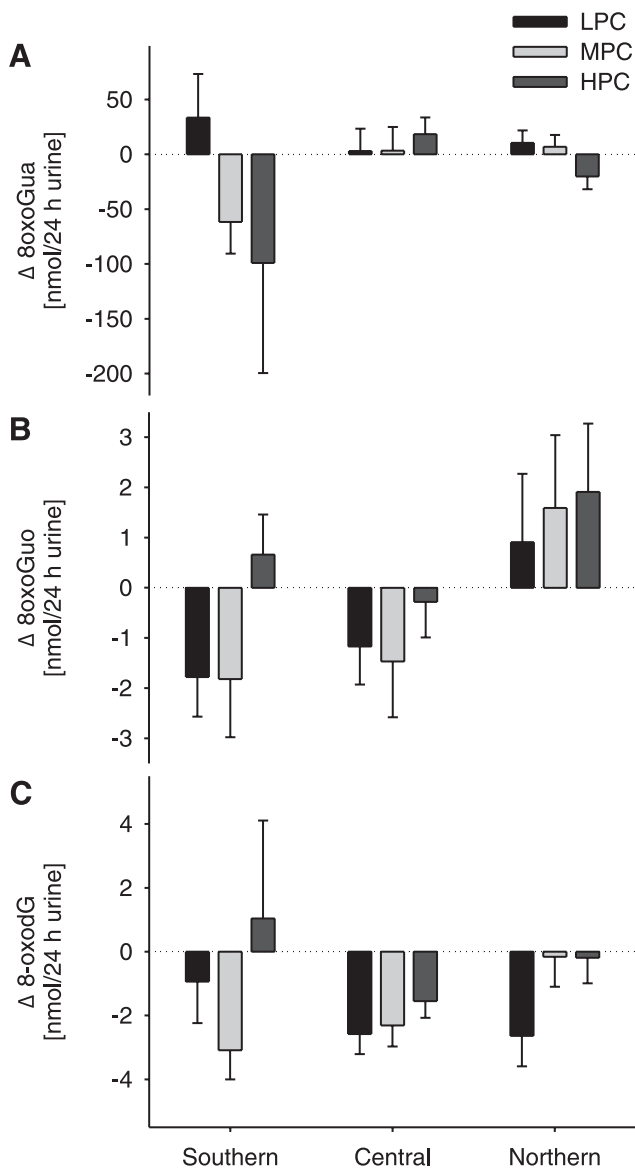 LPC
MPC
HPC
A
Δ 8oxoGua
[nmol/24 h urine]
50
0
-50
-100
-150
-200
B
Δ 8oxoGuo
[nmol/24 h urine]
3
2
1
0
-1
-2
-3
C
Δ 8-oxodG
[nmol/24 h urine]
4
2
0
-2
-4
Southern Central Northern